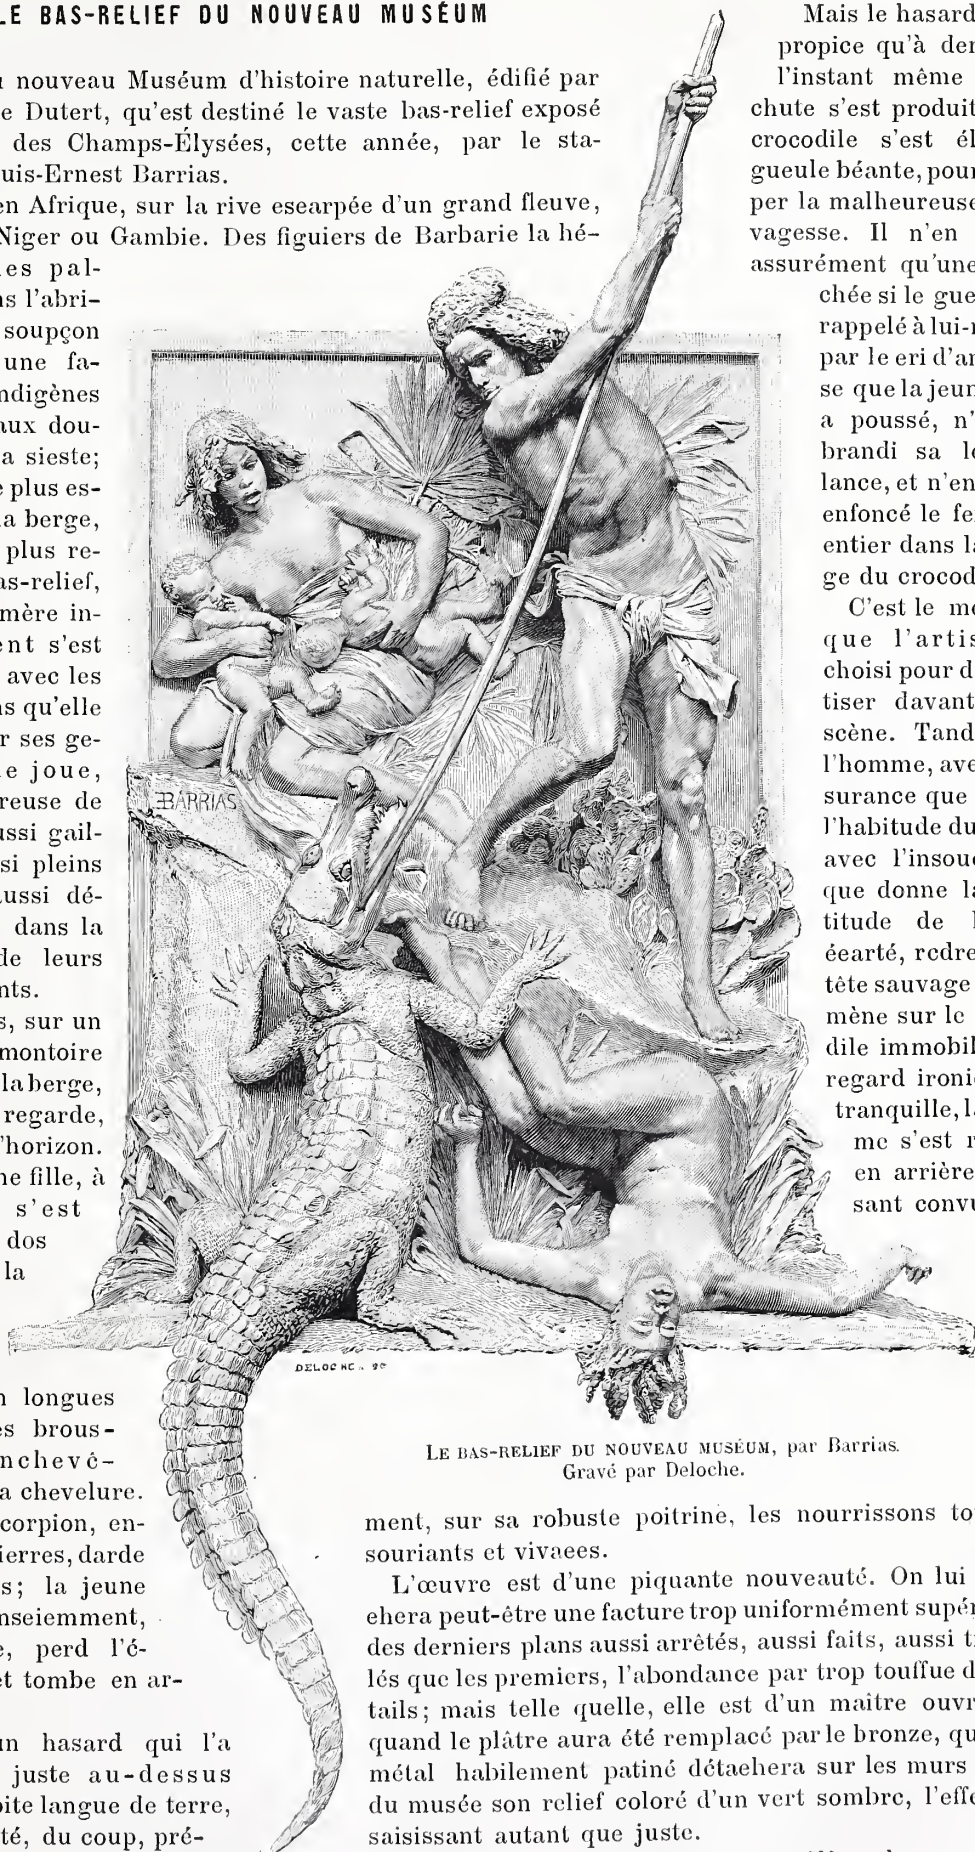 LE BAS-RELIEF DU NOUVEAU MUSÉUM
nouveau Muséum d'histoire naturelle, édifié par
e Dutert, qu'est destiné le vaste bas-relief exposé
des Champs-Élysées, cette année, par le sta-
uis-Ernest Barrias.
en Afrique, sur la rive esearpée d'un grand fleuve,
Niger ou Gambie. Des figuiers de Barbarie la hé-
es pal-
ns l'abri-
soupçon
une fa-
ndigènes
aux dou-
a sieste;
e plus es-
la berge,
plus re-
as-relief,
mère in-
ent s'est
avec les
ns qu'elle
r ses ge-
e joue,
reuse de
ussi gail-
si pleins
aussi dé-
dans la
de leurs
nts.
s, sur un
montoire
la berge,
regarde,
'horizon.
ne fille, à
s'est
dos
la
n longues
es brous-
nchevê-
a chevelure.
corpion, en-
ierres, darde
s; la jeune
nseiemment,
e, perd l'é-
et tombe en ar-
un hasard qui l'a
juste au-dessus
oite langue de terre,
té, du coup, pré-
BARRIAS
DELOCHE
LE BAS-RELIEF DU NOUVEAU MUSÉUM, par Barrias.
Gravé par Deloche.
Mais le hasard
propice qu'à der
l'instant même
chute s'est produit
crocodile s'est él
gueule béante, pour
per la malheureuse
vagesse. Il n'en
assurément qu'une
chée si le gue
rappelé à lui-m
par le eri d'an
se que la jeun
a poussé, n'
brandi sa lo
lance, et n'en
enfoncé le fe
entier dans la
ge du crocod
C'est le mo
que l'artis
choisi pour d
tiser davant
scène. Tand
l'homme, ave
surance que
l'habitude du
avec l'insouc
que donne la
titude de
éearté, redre
tête sauvage
mène sur le
dile immobil
regard ironi
tranquille, l
me s'est r
en arrière
sant convu
ment, sur sa robuste poitrine, les nourrissons to
souriants et vivaees.
L'œuvre est d'une piquante nouveauté. On lui
ehera peut-être une facture trop uniformément supér
des derniers plans aussi arrêtés, aussi faits, aussi tr
lés que les premiers, l'abondance par trop touffue d
tails; mais telle quelle, elle est d'un maître ouvr
quand le plâtre aura été remplacé par le bronze, qu
métal habilement patiné détaehera sur les murs
du musée son relief coloré d'un vert sombre, l'effe
saisissant autant que juste.